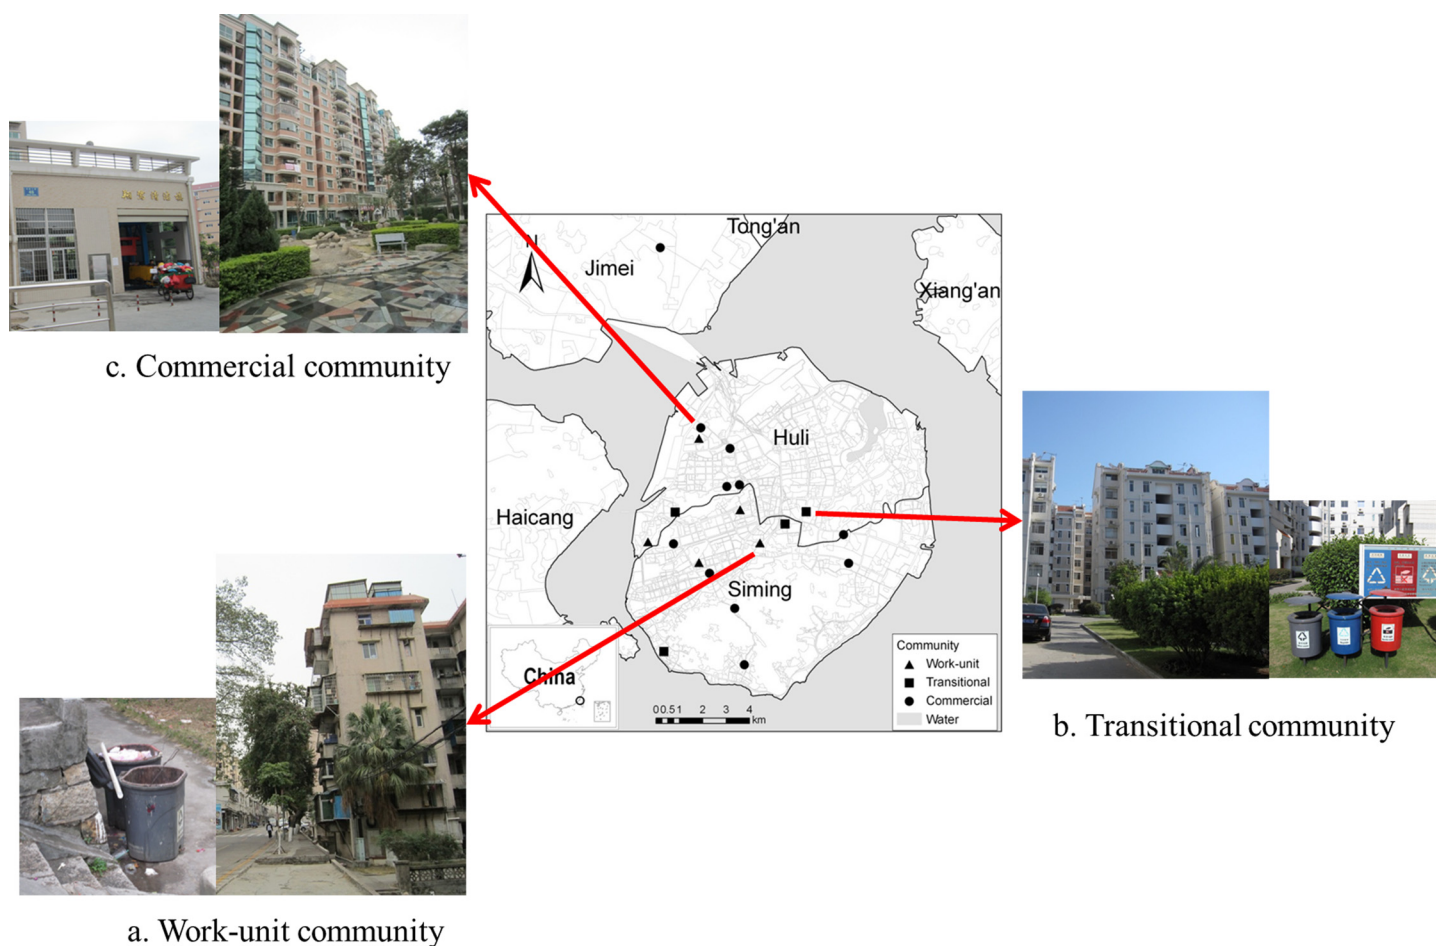 c. Commercial community
N
Tong'an
Jimei
Xiang'an
Huli
Haicang
Siming
China
Community
Work-unit
Transitional
Commercial
Water
0 0.5 1 2 3 4
km
b. Transitional community
a. Work-unit community